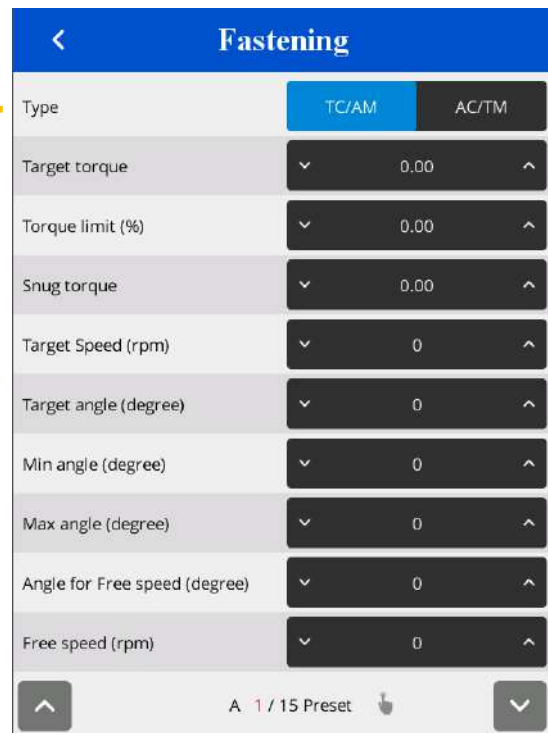 Fastening
Type TC/AM AC/TM
Target torque 0.00
Torque limit (%) 0.00
Snug torque 0.00
Target Speed (rpm) 0
Target angle (degree) 0
Min angle (degree) 0
Max angle (degree) 0
Angle for Free speed (degree) 0
Free speed (rpm) 0
A 1 / 15 Preset